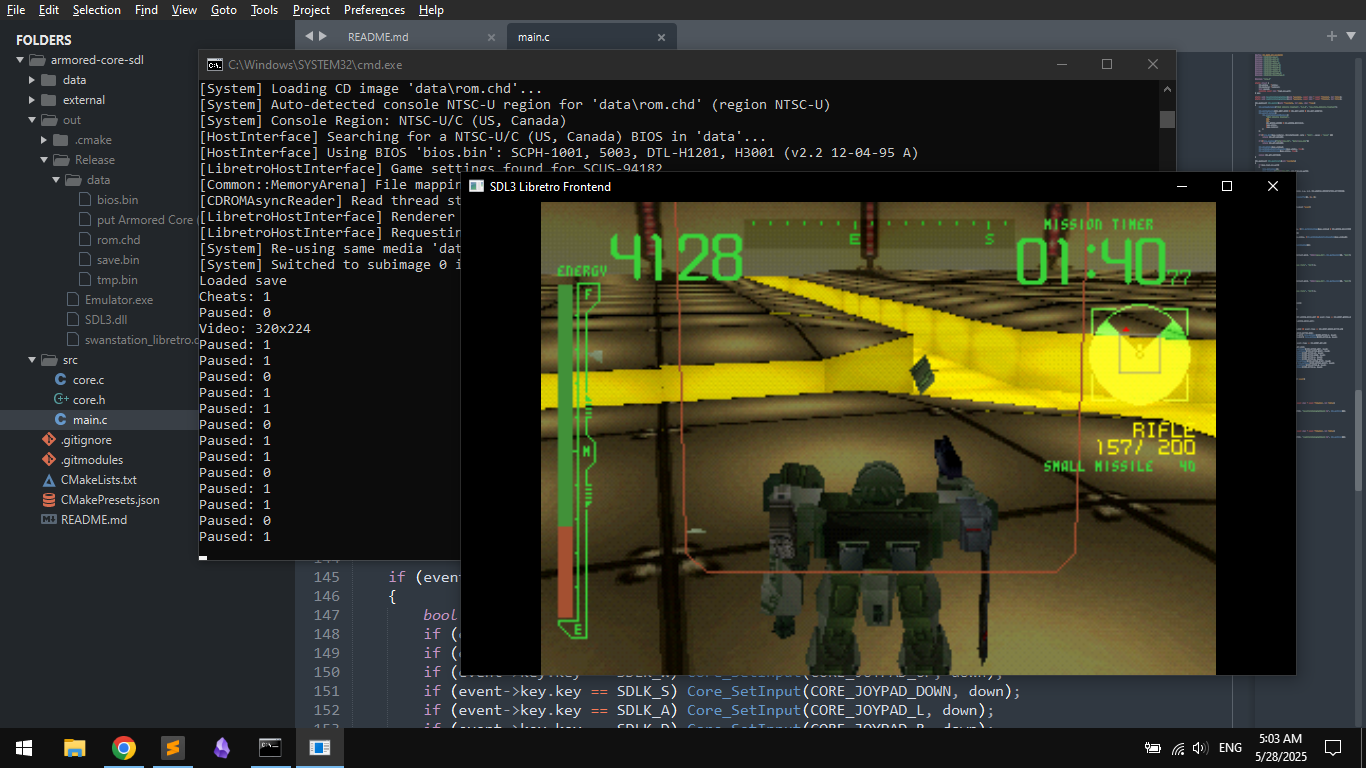 File Edit Selection Find View Goto Tools Project Preferences Help
FOLDERS
armored-core-sdl
data
external
out
.cmake
Release
data
bios.bin
put Armored Core
rom.chd
save.bin
tmp.bin
Emulator.exe
SDL3.dll
swanstation_libretro.
src
core.c
core.h
main.c
.gitignore
.gitmodules
CMakeLists.txt
CMakePresets.json
README.md
README.md
main.c
C:\Windows\SYSTEM32\cmd.exe
[System] Loading CD image 'data\rom.chd'...
[System] Auto-detected console NTSC-U region for 'data\rom.chd' (region NTSC-U)
[System] Console Region: NTSC-U/C (US, Canada)
[HostInterface] Searching for a NTSC-U/C (US, Canada) BIOS in 'data'...
[HostInterface] Using BIOS 'bios.bin': SCPH-1001, 5003, DTL-H1201, H3001 (v2.2 12-04-95 A)
[LibretroHostInterface] Game settings found for SCUS-94182
[Common::MemoryArena] File mappin
[CDROMAsyncReader] Read thread st
[LibretroHostInterface] Renderer
[LibretroHostInterface] Requestin
[System] Re-using same media 'dat
[System] Switched to subimage 0 i
Loaded save
Cheats: 1
Paused: 0
Video: 320x224
Paused: 1
Paused: 1
Paused: 0
Paused: 1
Paused: 1
Paused: 0
Paused: 1
Paused: 1
Paused: 0
Paused: 1
Paused: 1
Paused: 0
Paused: 1
SDL3 Libretro Frontend
4128
E S
MISSION TIMER
01:40 77
ENERGY
F
M
E
RIFLE
157/ 200
SMALL MISSILE 40
145 if (even
146 {
147 bool
148 if (
149 if (
150 if (
151 if (event->key.key == SDLK_S) Core_SetInput(CORE_JOYPAD_DOWN, down);
152 if (event->key.key == SDLK_A) Core_SetInput(CORE_JOYPAD_L, down);
ENG
5:03 AM
5/28/2025